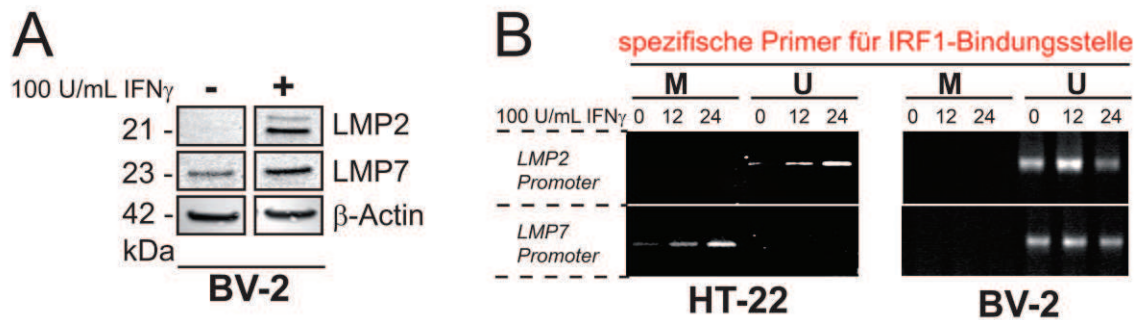 A
100 U/mL IFNγ - +
21 - LMP2
23 - LMP7
42 - β-Actin
kDa
BV-2
B
spezifische Primer für IRF1-Bindungsstelle
M U M U
100 U/mL IFNγ 0 12 24 0 12 24 0 12 24 0 12 24
LMP2
Promoter
LMP7
Promoter
HT-22 BV-2